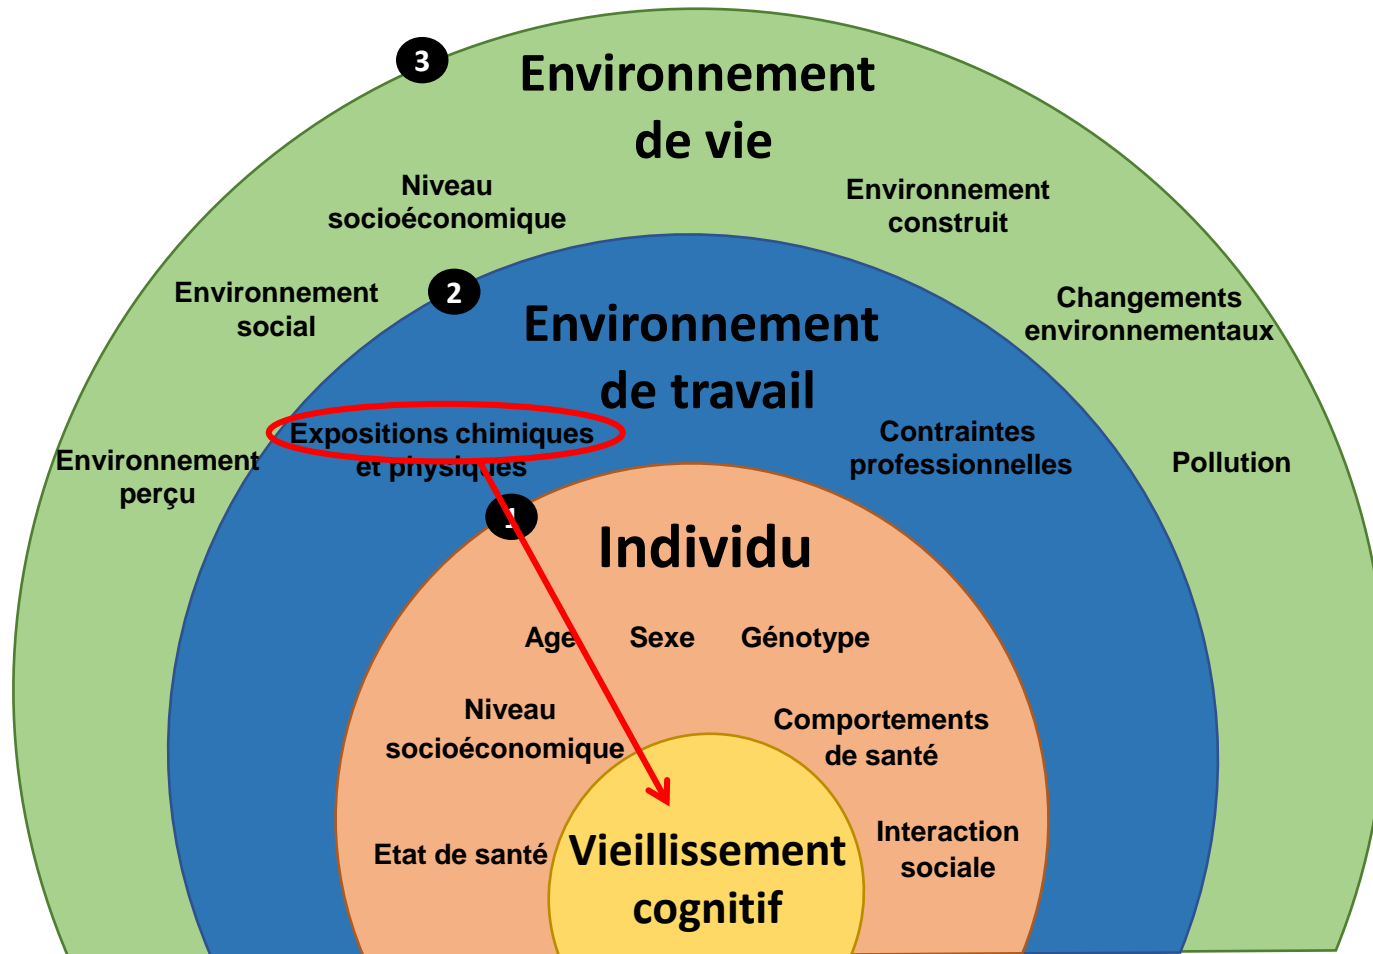 3
Environnement
de vie
Niveau
socioéconomique
Environnement
construit
Environnement
social
Changements
environnementaux
Environnement
perçu
Pollution
2
Environnement
de travail
Expositions chimiques
et physiques
Contraintes
professionnelles
1
Individu
Age
Sexe
Génotype
Niveau
socioéconomique
Comportements
de santé
Etat de santé
Interaction
sociale
Vieillissement
cognitif